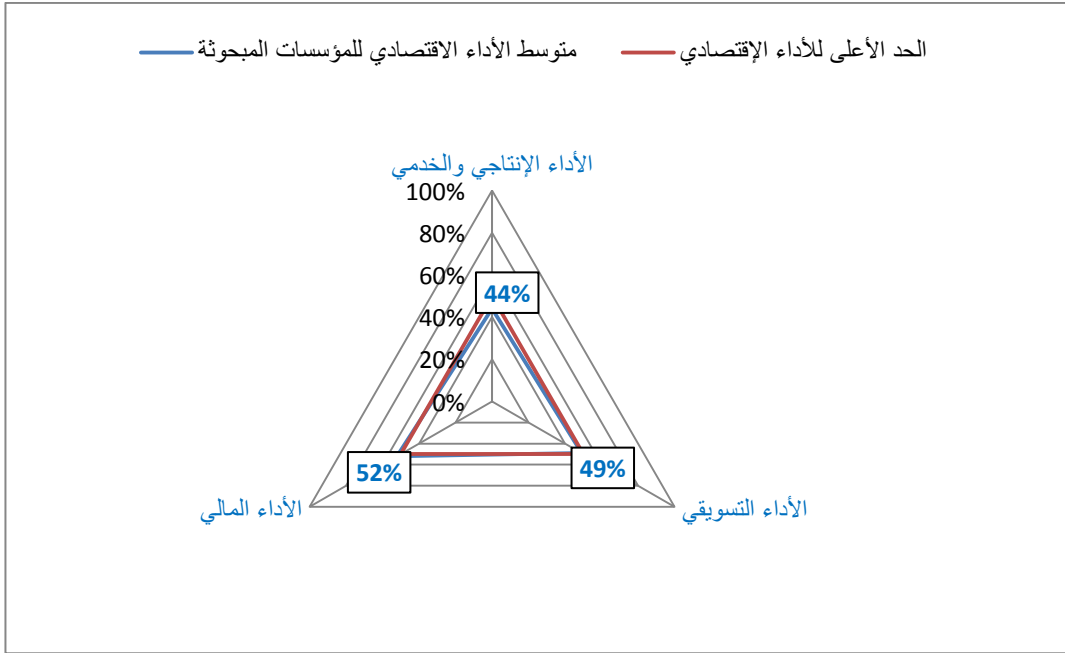 الحد الأعلى للأداء الإقتصادي
متوسط الأداء الاقتصادي للمؤسسات المبحوثة
الأداء الإنتاجي والخدمي
100%
80%
60%
44%
40%
20%
0%
49%
52%
الأداء التسويقي
الأداء المالي